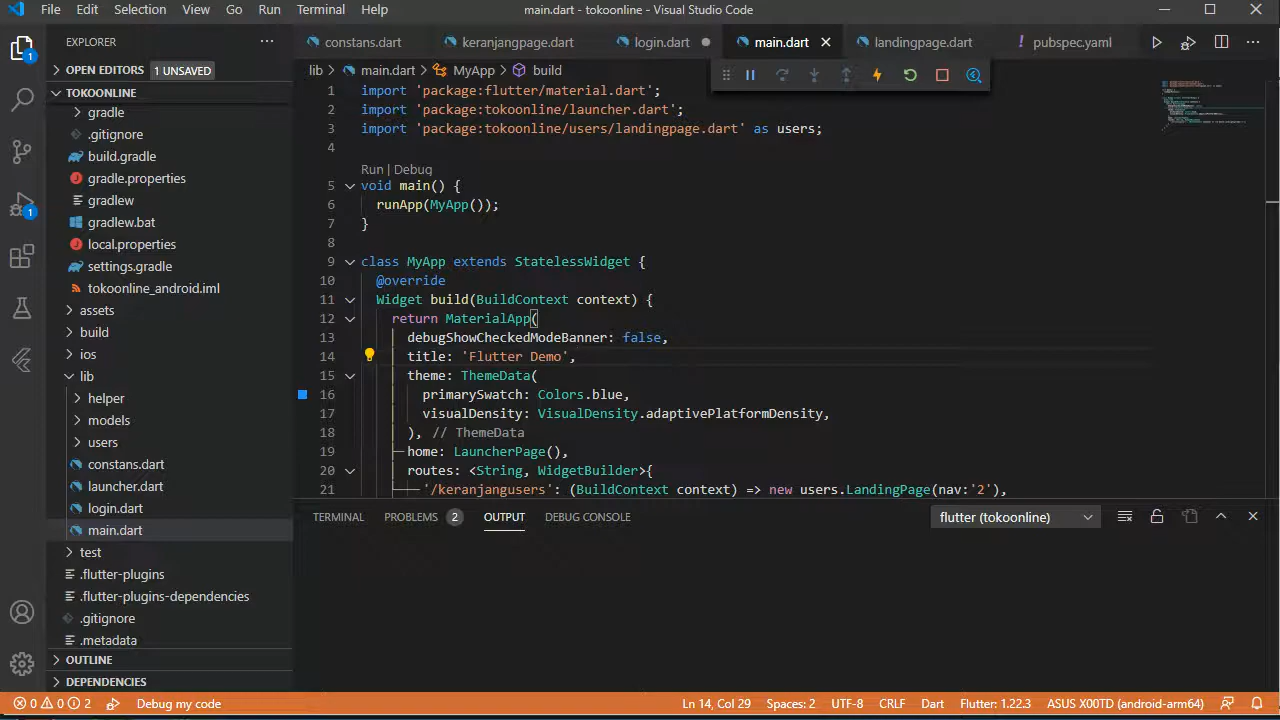 File Edit Selection View Go Run Terminal Help
main.dart - tokoonline - Visual Studio Code
1
1
EXPLORER
OPEN EDITORS 1 UNSAVED
TOKOONLINE
gradle
.gitignore
build.gradle
gradle.properties
gradlew
gradlew.bat
local.properties
settings.gradle
tokoonline_android.iml
assets
build
ios
lib
helper
models
users
constans.dart
launcher.dart
login.dart
main.dart
test
.flutter-plugins
.flutter-plugins-dependencies
.gitignore
.metadata
OUTLINE
DEPENDENCIES
constans.dart keranjangpage.dart login.dart main.dart landingpage.dart ! pubspec.yaml
lib > main.dart > MyApp > build
1 import 'package:flutter/material.dart';
2 import 'package:tokoonline/launcher.dart';
3 import 'package:tokoonline/users/landingpage.dart' as users;
4
Run | Debug
5 void main() {
6 runApp(MyApp());
7 }
8
9 class MyApp extends StatelessWidget {
10 @override
11 Widget build(BuildContext context) {
12 return MaterialApp(
13 debugShowCheckedModeBanner: false,
14 title: 'Flutter Demo',
15 theme: ThemeData(
16 primarySwatch: Colors.blue,
17 visualDensity: VisualDensity.adaptivePlatformDensity,
18 ), // ThemeData
19 home: LauncherPage(),
20 routes: <String, WidgetBuilder>{
21 '/keranjangusers': (BuildContext context) => new users.LandingPage(nav:'2'),
TERMINAL PROBLEMS 2 OUTPUT DEBUG CONSOLE
flutter (tokoonline)
0 0 2 Debug my code
Ln 14, Col 29 Spaces: 2 UTF-8 CRLF Dart Flutter: 1.22.3 ASUS X00TD (android-arm64)